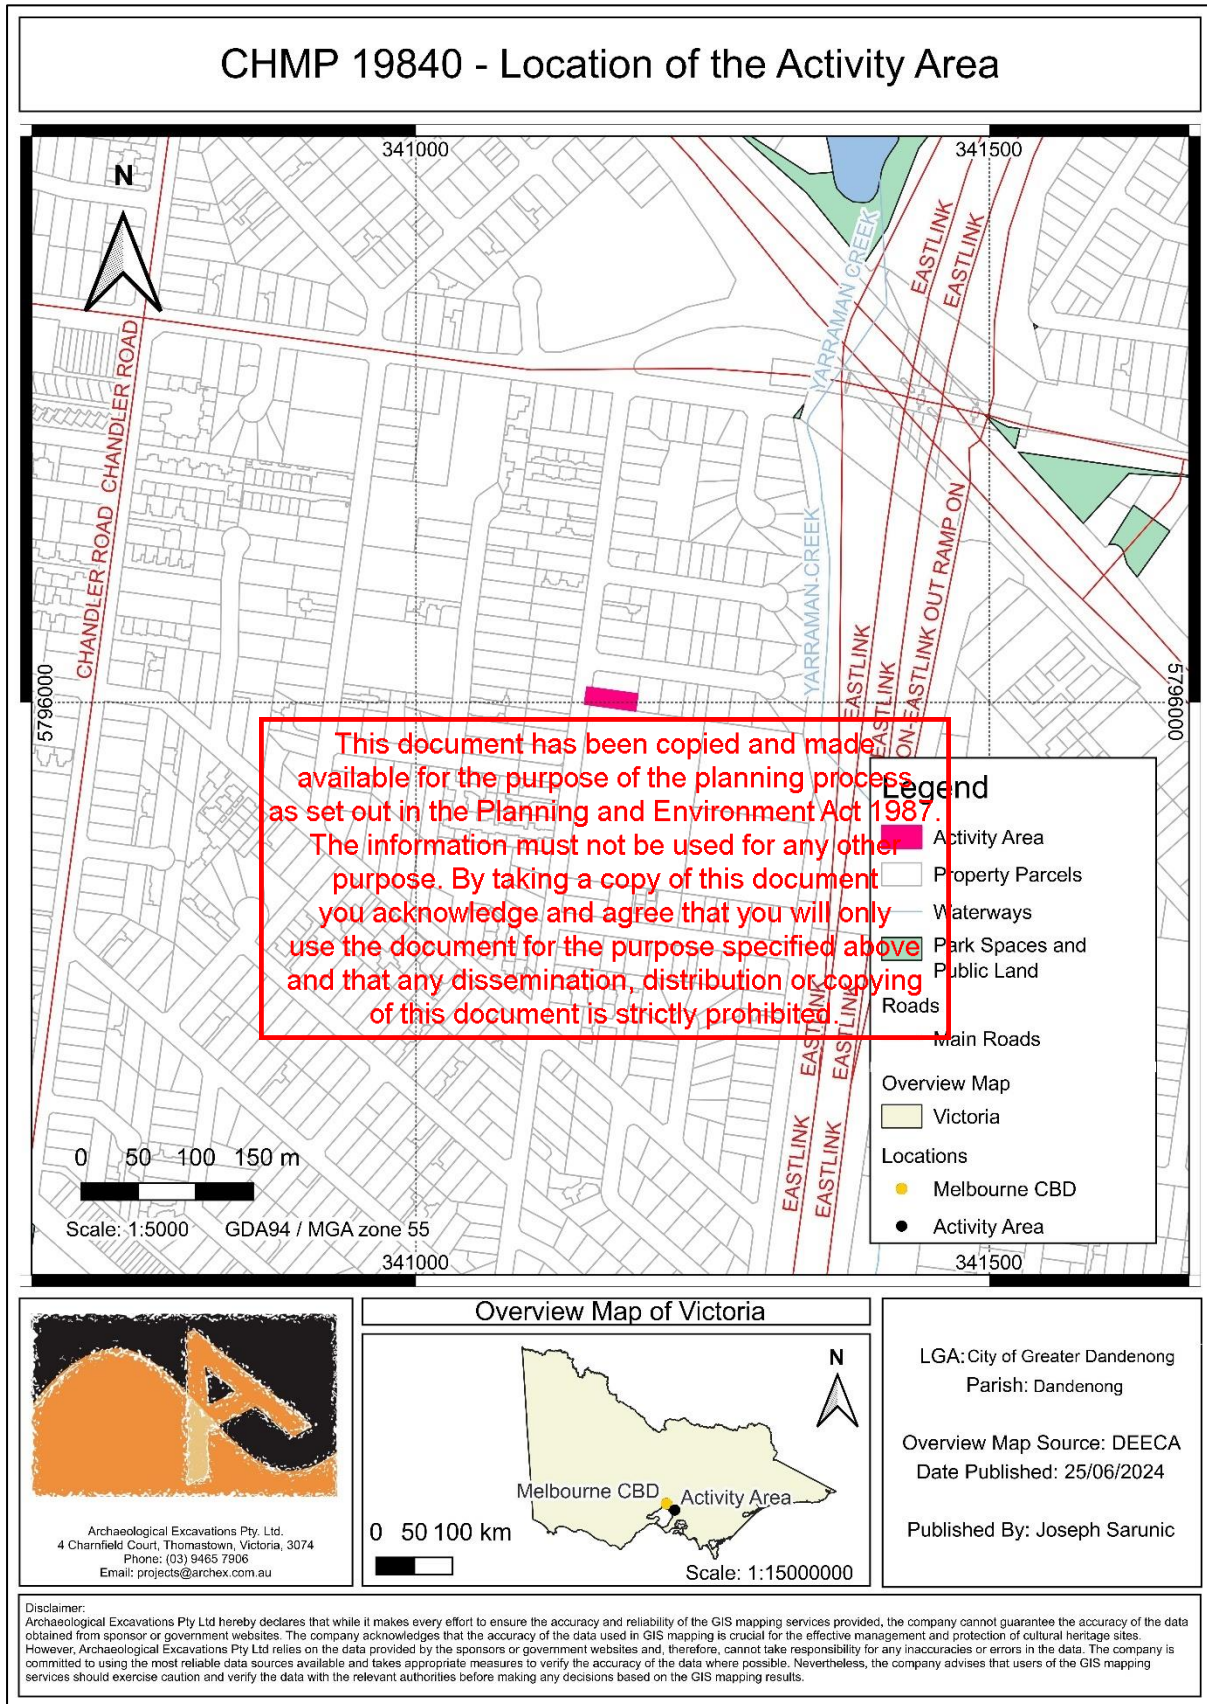 CHMP 19840 - Location of the Activity Area
341000
341500
N
CHANDLER ROAD
CHANDLER ROAD
YARRAMAN CREEK
YARRAMAN CREEK
EASTLINK
EASTLINK
EASTLINK
EASTLINK
ON-EASTLINK OUT RAMP ON
5796000
5796000
This document has been copied and made
available for the purpose of the planning process
as set out in the Planning and Environment Act 1987.
The information must not be used for any other
purpose. By taking a copy of this document
you acknowledge and agree that you will only
use the document for the purpose specified above
and that any dissemination, distribution or copying
of this document is strictly prohibited.
Legend
Activity Area
Property Parcels
Waterways
Park Spaces and
Public Land
Roads
Main Roads
Overview Map
Victoria
Locations
Melbourne CBD
Activity Area
EASTLINK
EASTLINK
EASTLINK
EASTLINK
0 50 100 150 m
Scale: 1:5000 GDA94 / MGA zone 55
341000
341500
Archaeological Excavations Pty. Ltd.
4 Charnfield Court, Thomastown, Victoria, 3074
Phone: (03) 9465 7906
Email: projects@archex.com.au
Overview Map of Victoria
N
Melbourne CBD
Activity Area
0 50 100 km
Scale: 1:15000000
LGA: City of Greater Dandenong
Parish: Dandenong
Overview Map Source: DEECA
Date Published: 25/06/2024
Published By: Joseph Sarunic
Disclaimer:
Archaeological Excavations Pty Ltd hereby declares that while it makes every effort to ensure the accuracy and reliability of the GIS mapping services provided, the company cannot guarantee the accuracy of the data
obtained from sponsor or government websites. The company acknowledges that the accuracy of the data used in GIS mapping is crucial for the effective management and protection of cultural heritage sites.
However, Archaeological Excavations Pty Ltd relies on the data provided by the sponsors or government websites and, therefore, cannot take responsibility for any inaccuracies or errors in the data. The company is
committed to using the most reliable data sources available and takes appropriate measures to verify the accuracy of the data where possible. Nevertheless, the company advises that users of the GIS mapping
services should exercise caution and verify the data with the relevant authorities before making any decisions based on the GIS mapping results.